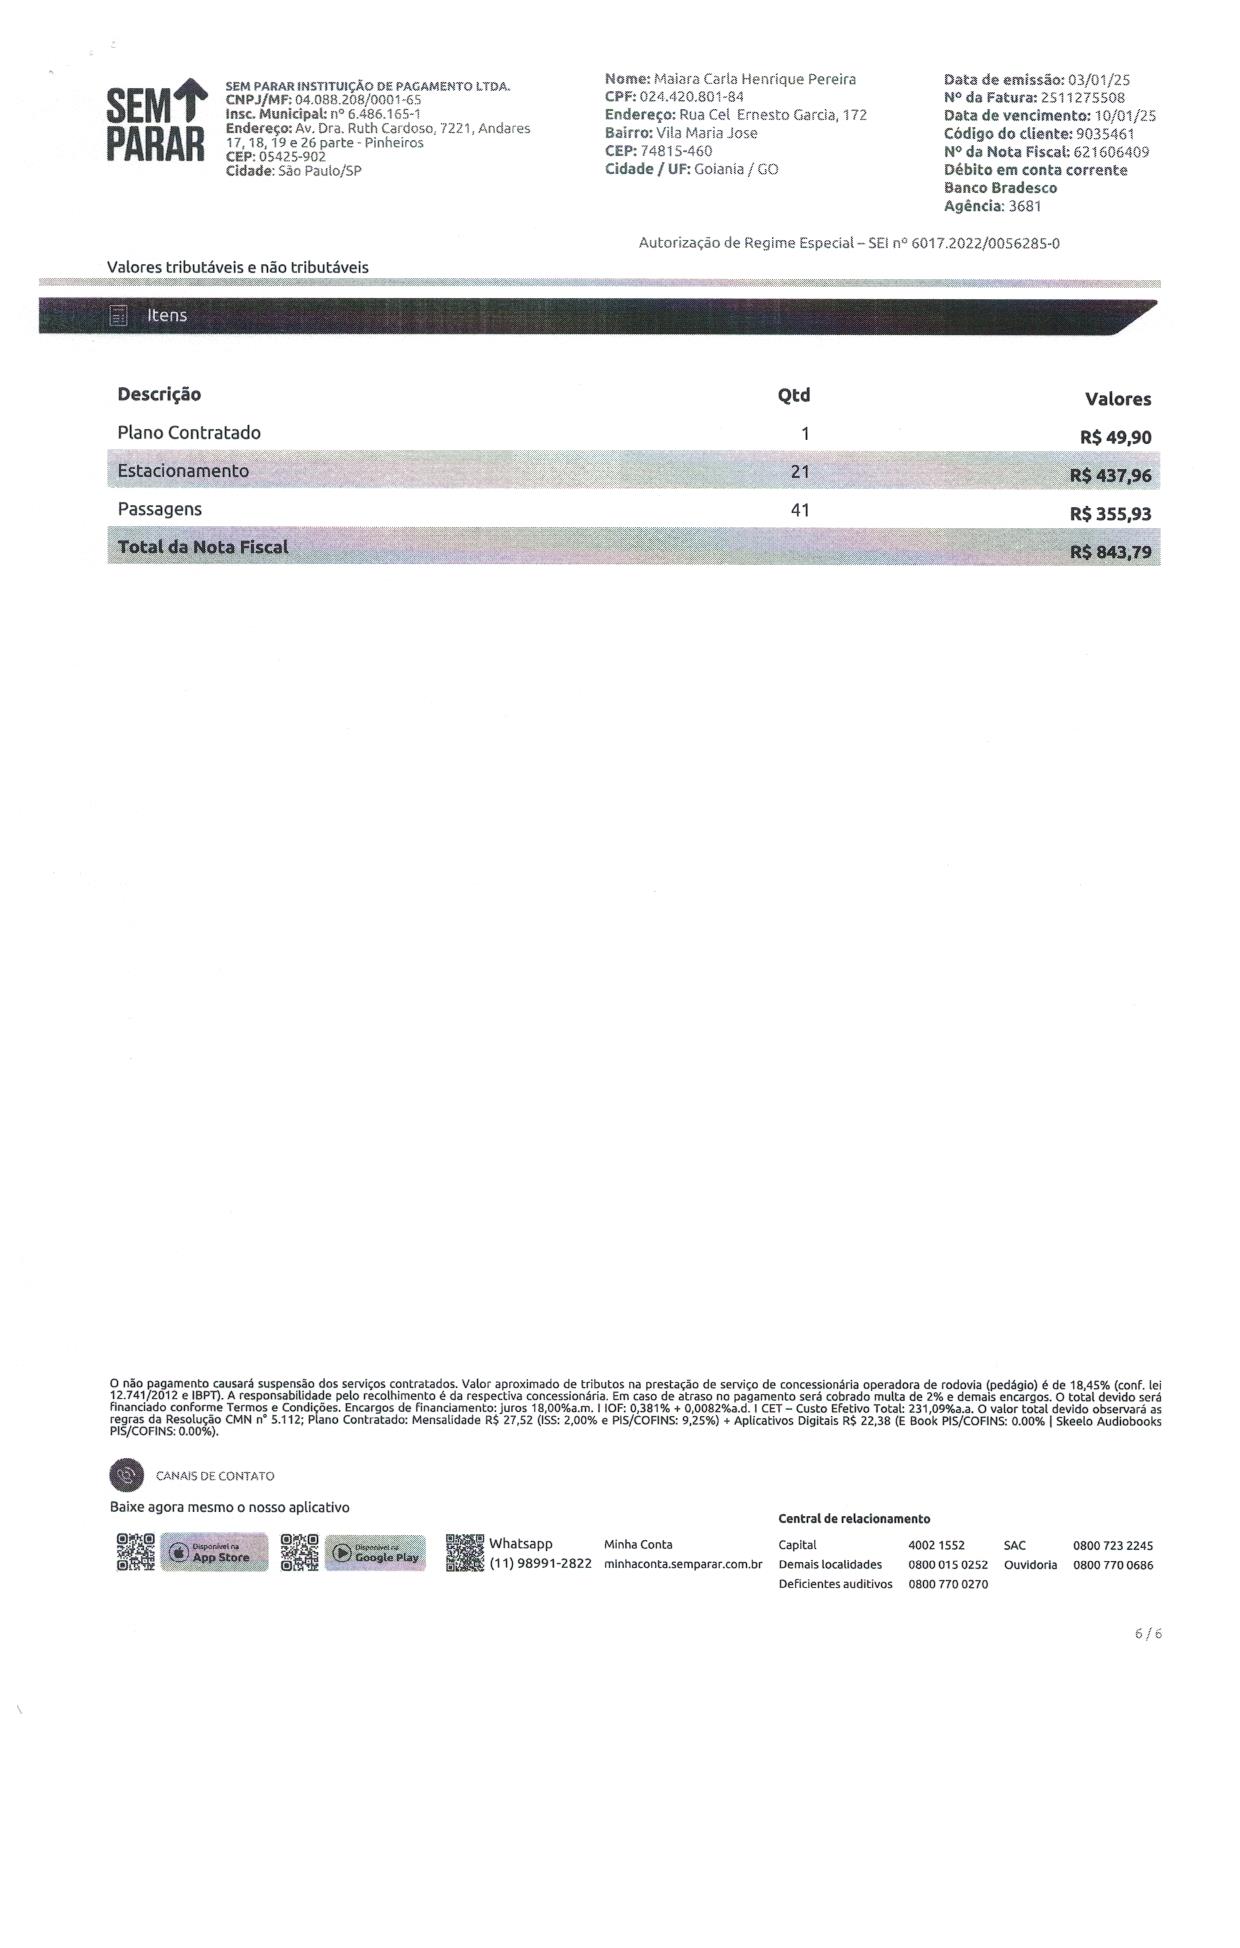 SEM PARAR
SEM PARAR INSTITUIÇÃO DE PAGAMENTO LTDA.
CNPJ/MF: 04.088.208/0001-65
Insc. Municipal: nº 6.486.165-1
Endereço: Av. Dra. Ruth Cardoso, 7221, Andares
17, 18, 19 e 26 parte - Pinheiros
CEP: 05425-902
Cidade: São Paulo/SP
Nome: Maiara Carla Henrique Pereira
CPF: 024.420.801-84
Endereço: Rua Cel Ernesto Garcia, 172
Bairro: Vila Maria Jose
CEP: 74815-460
Cidade / UF: Goiania / GO
Data de emissão: 03/01/25
Nº da Fatura: 2511275508
Data de vencimento: 10/01/25
Código do cliente: 9035461
Nº da Nota Fiscal: 621606409
Débito em conta corrente
Banco Bradesco
Agência: 3681
Autorização de Regime Especial – SEI nº 6017.2022/0056285-0
Valores tributáveis e não tributáveis
Itens
Descrição Qtd Valores
Plano Contratado 1 R$ 49,90
Estacionamento 21 R$ 437,96
Passagens 41 R$ 355,93
Total da Nota Fiscal R$ 843,79
O não pagamento causará suspensão dos serviços contratados. Valor aproximado de tributos na prestação de serviço de concessionária operadora de rodovia (pedágio) é de 18,45% (conf. lei
12.741/2012 e IBPT). A responsabilidade pelo recolhimento é da respectiva concessionária. Em caso de atraso no pagamento será cobrado multa de 2% e demais encargos. O total devido será
financiado conforme Termos e Condições. Encargos de financiamento: juros 18,00%a.m. I IOF: 0,381% + 0,0082%a.d. I CET – Custo Efetivo Total: 231,09%a.a. O valor total devido observará as
regras da Resolução CMN n° 5.112; Plano Contratado: Mensalidade R$ 27,52 (ISS: 2,00% e PIS/COFINS: 9,25%) + Aplicativos Digitais R$ 22,38 (E Book PIS/COFINS: 0.00% | Skeelo Audiobooks
PIS/COFINS: 0.00%).
CANAIS DE CONTATO
Baixe agora mesmo o nosso aplicativo
Disponível na
App Store
Disponível na
Google Play
Whatsapp
(11) 98991-2822
Minha Conta
minhaconta.semparar.com.br
Central de relacionamento
Capital 4002 1552 SAC 0800 723 2245
Demais localidades 0800 015 0252 Ouvidoria 0800 770 0686
Deficientes auditivos 0800 770 0270
6 / 6